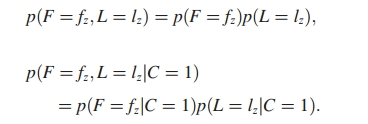 p(F = f_z, L = l_z) = p(F = f_z)p(L = l_z),
p(F = f_z, L = l_z|C = 1)
= p(F = f_z|C = 1)p(L = l_z|C = 1).